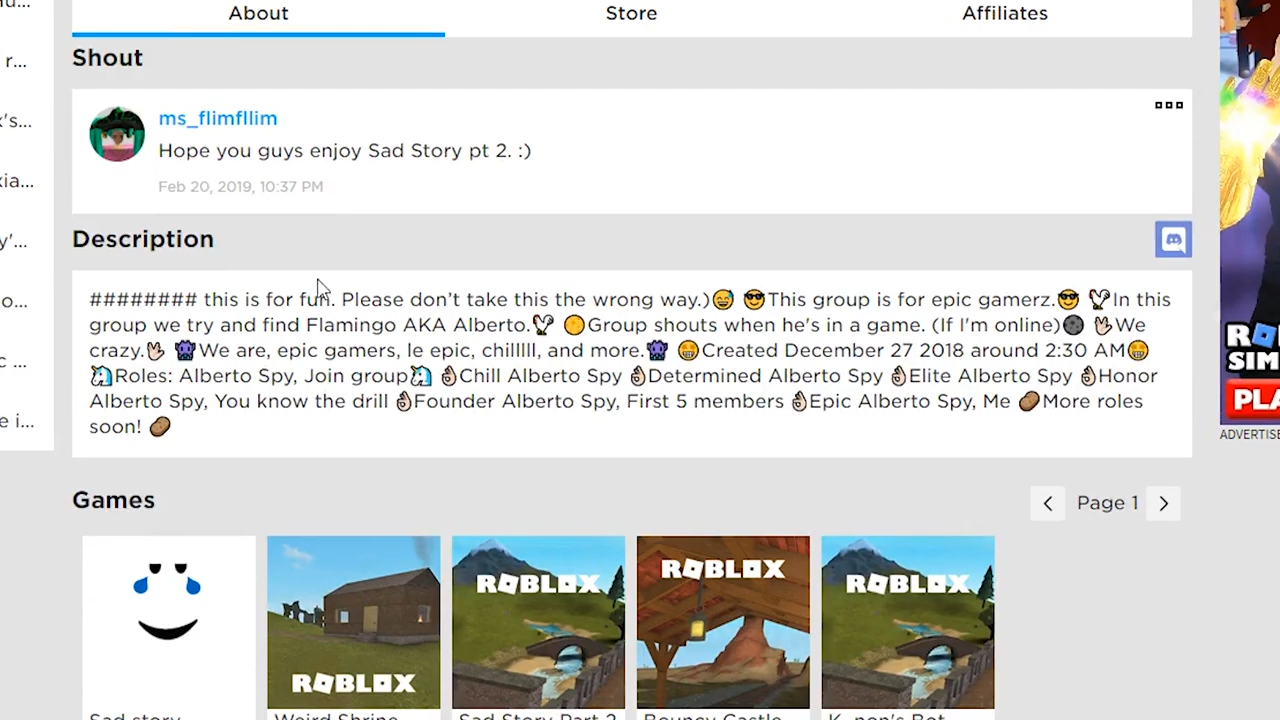 About Store Affiliates
r...
Shout
ms_flimfllim
Hope you guys enjoy Sad Story pt 2. :)
Feb 20, 2019, 10:37 PM
Description
######## this is for fun. Please don't take this the wrong way.)😅 😎This group is for epic gamerz.😎 🐓In this
group we try and find Flamingo AKA Alberto.🐓 🌕Group shouts when he's in a game. (If I'm online)🌑 🖖🏻We
crazy.🖖🏻 👾We are, epic gamers, le epic, chilllll, and more.👾 😁Created December 27 2018 around 2:30 AM😁
🦄Roles: Alberto Spy, Join group🦄 👌🏻Chill Alberto Spy 👌🏻Determined Alberto Spy 👌🏻Elite Alberto Spy 👌🏻Honor
Alberto Spy, You know the drill 👌🏻Founder Alberto Spy, First 5 members 👌🏻Epic Alberto Spy, Me 🥔More roles
soon! 🥔
ADVERTISE
Games
Page 1
ROBLOX
ROBLOX
ROBLOX
ROBLOX
Sad story Weird Shrine Sad Story Part 2 Bouncy Castle